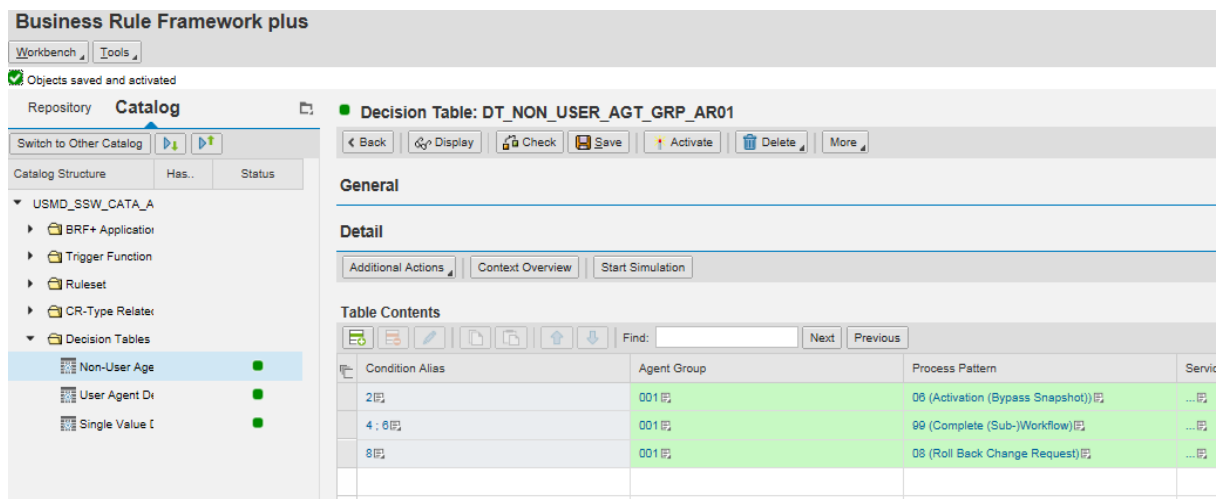 Business Rule Framework plus
Workbench Tools
Objects saved and activated
Repository Catalog
Switch to Other Catalog
Catalog Structure Has.. Status
USMD_SSW_CATA_A
BRF+ Application
Trigger Function
Ruleset
CR-Type Related
Decision Tables
Non-User Age
User Agent De
Single Value D
Decision Table: DT_NON_USER_AGT_GRP_AR01
Back Display Check Save Activate Delete More
General
Detail
Additional Actions Context Overview Start Simulation
Table Contents
Find: Next Previous
Condition Alias Agent Group Process Pattern Servic
2 001 06 (Activation (Bypass Snapshot)) ...
4 ; 6 001 99 (Complete (Sub-)Workflow) ...
8 001 08 (Roll Back Change Request) ...